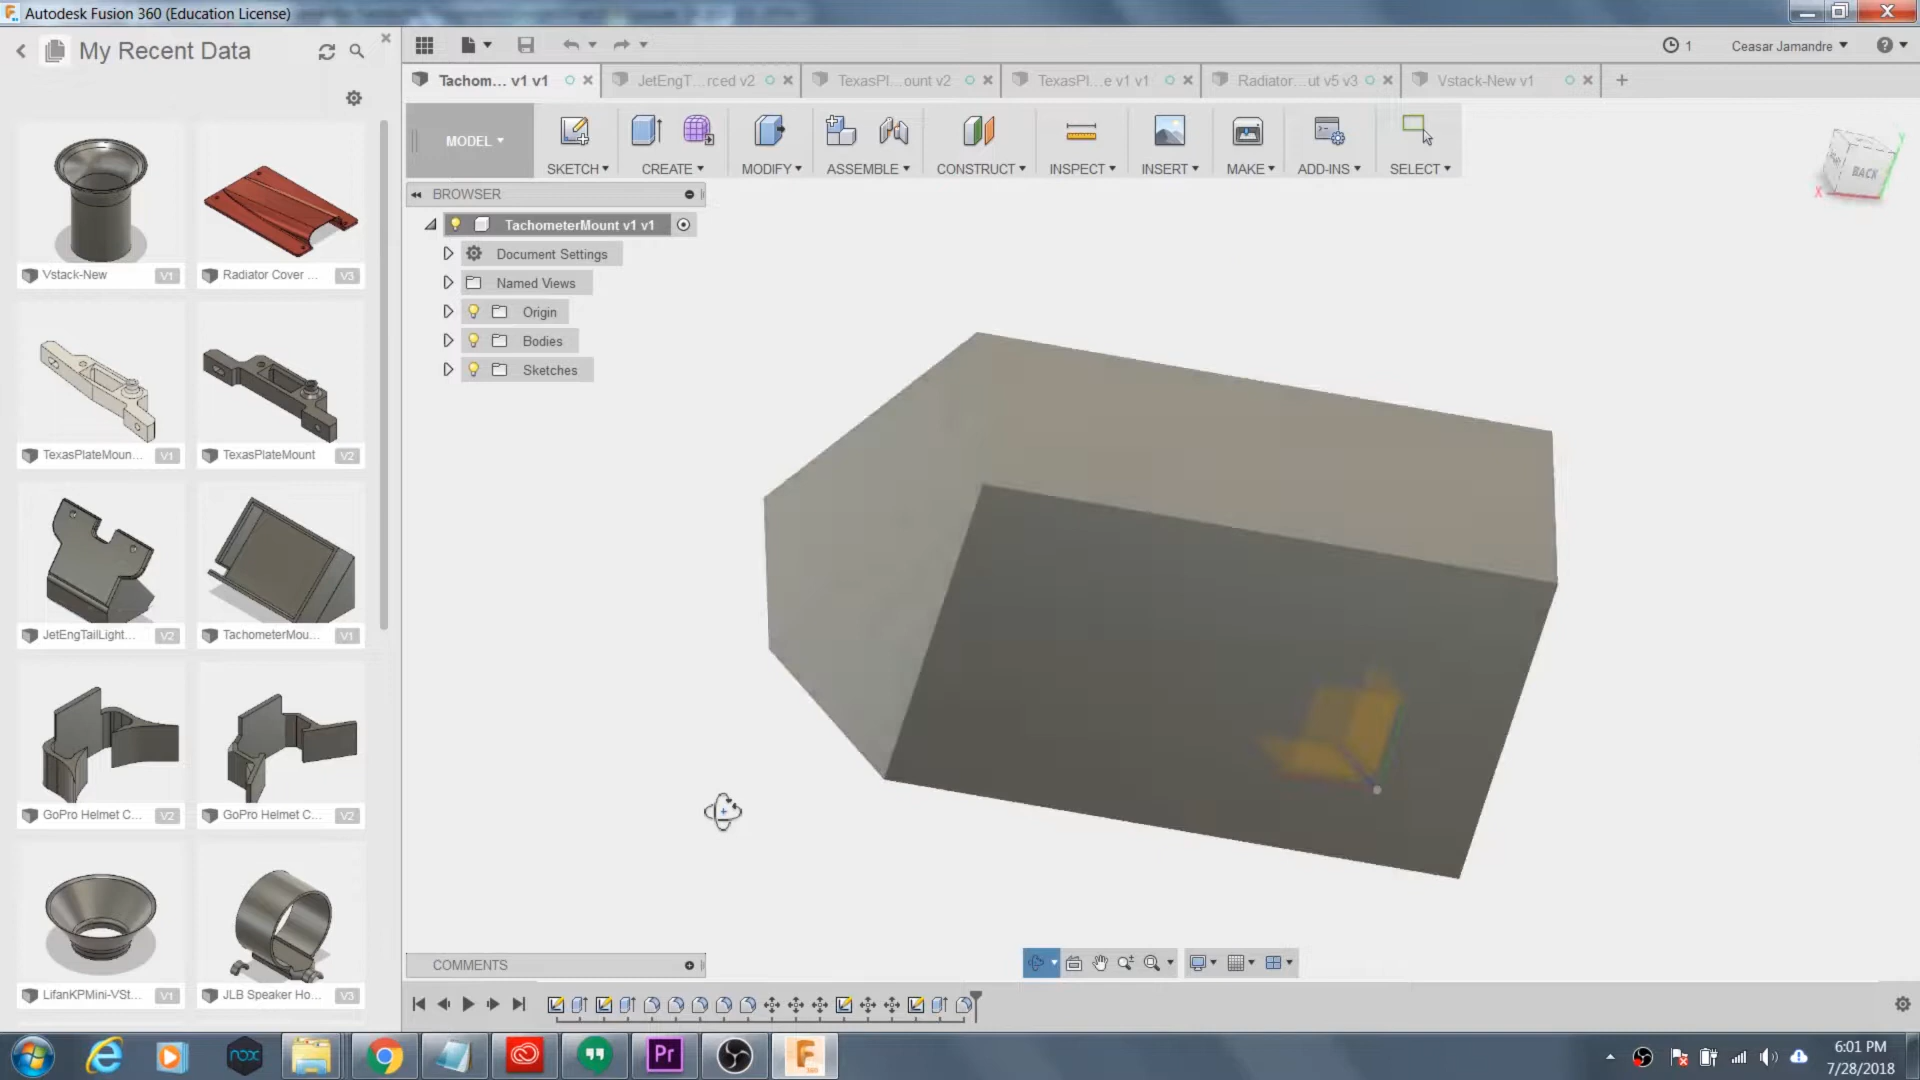 Autodesk Fusion 360 (Education License)
My Recent Data
1
Ceasar Jamandre
Tachom... v1 v1
JetEngT...rced v2
TexasPl...ount v2
TexasPl...e v1 v1
Radiator...ut v5 v3
Vstack-New v1
MODEL
SKETCH
CREATE
MODIFY
ASSEMBLE
CONSTRUCT
INSPECT
INSERT
MAKE
ADD-INS
SELECT
BACK
X
Y
BROWSER
TachometerMount v1 v1
Document Settings
Named Views
Origin
Bodies
Sketches
Vstack-New V1
Radiator Cover ... V3
TexasPlateMoun... V1
TexasPlateMount V2
JetEngTailLight... V2
TachometerMou... V1
GoPro Helmet C... V2
GoPro Helmet C... V2
LifanKPMini-VSt... V1
JLB Speaker Ho... V3
COMMENTS
nox
Pr
F
360
6:01 PM
7/28/2018